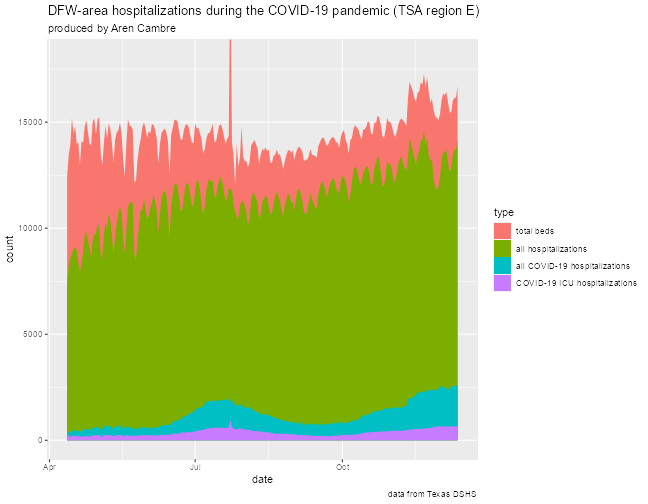 DFW-area hospitalizations during the COVID-19 pandemic (TSA region E)
produced by Aren Cambre
count
15000
10000
5000
0
Apr
Jul
Oct
date
type
total beds
all hospitalizations
all COVID-19 hospitalizations
COVID-19 ICU hospitalizations
data from Texas DSHS